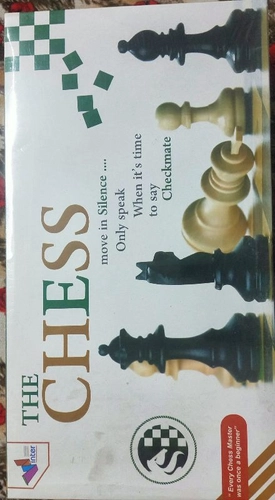 THE
CHESS
move in Silence ....
Only speak
When it's time
to say
Checkmate
inter
"Every Chess Master
was once a beginner"